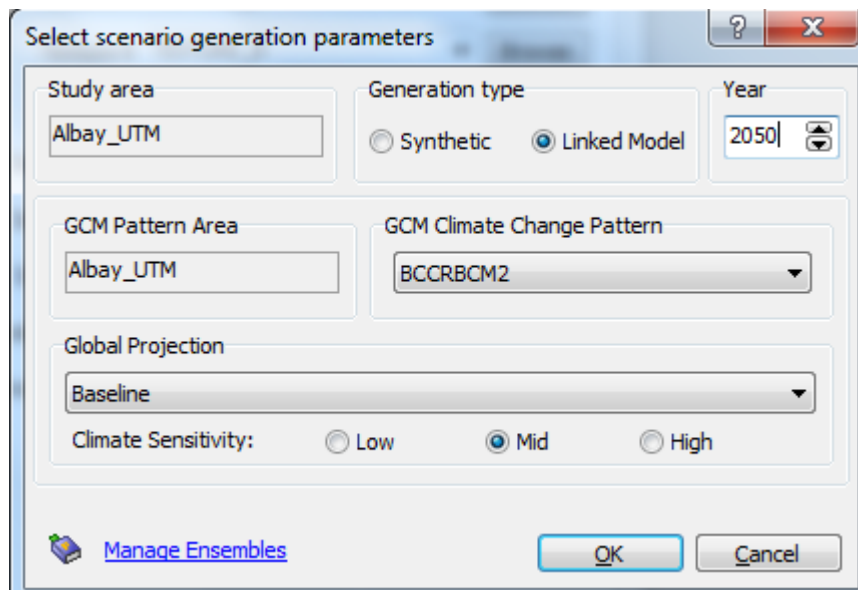 Select scenario generation parameters
Study area
Albay_UTM
Generation type
Synthetic
Linked Model
Year
2050
GCM Pattern Area
Albay_UTM
GCM Climate Change Pattern
BCCRBCM2
Global Projection
Baseline
Climate Sensitivity: Low Mid High
Manage Ensembles
OK
Cancel